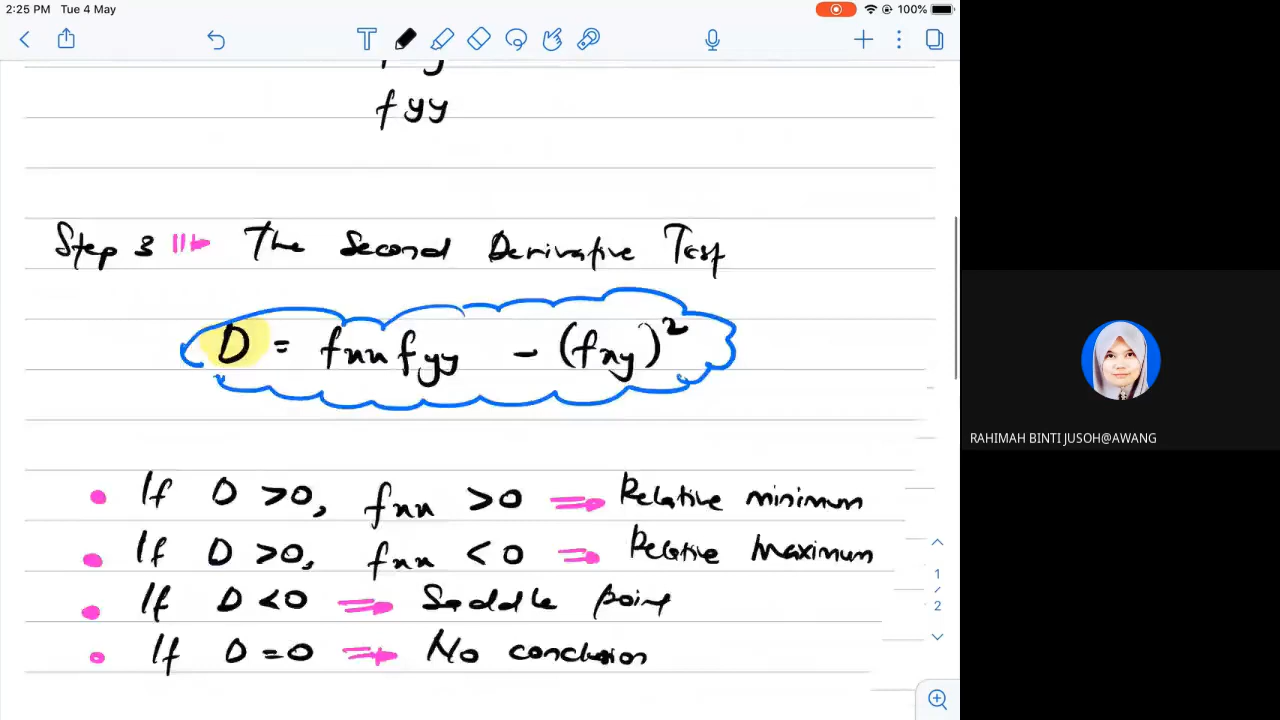 2:25 PM Tue 4 May 100%
f yy
Step 3 The Second Derivative Test
D = fxx fyy - (fxy)²
• If D > 0, fxx > 0 ⇒ Relative minimum
• If D > 0, fxx < 0 ⇒ Relative Maximum
• If D < 0 ⇒ Saddle point
• If D = 0 ⇒ No conclusion
1
2
RAHIMAH BINTI JUSOH@AWANG